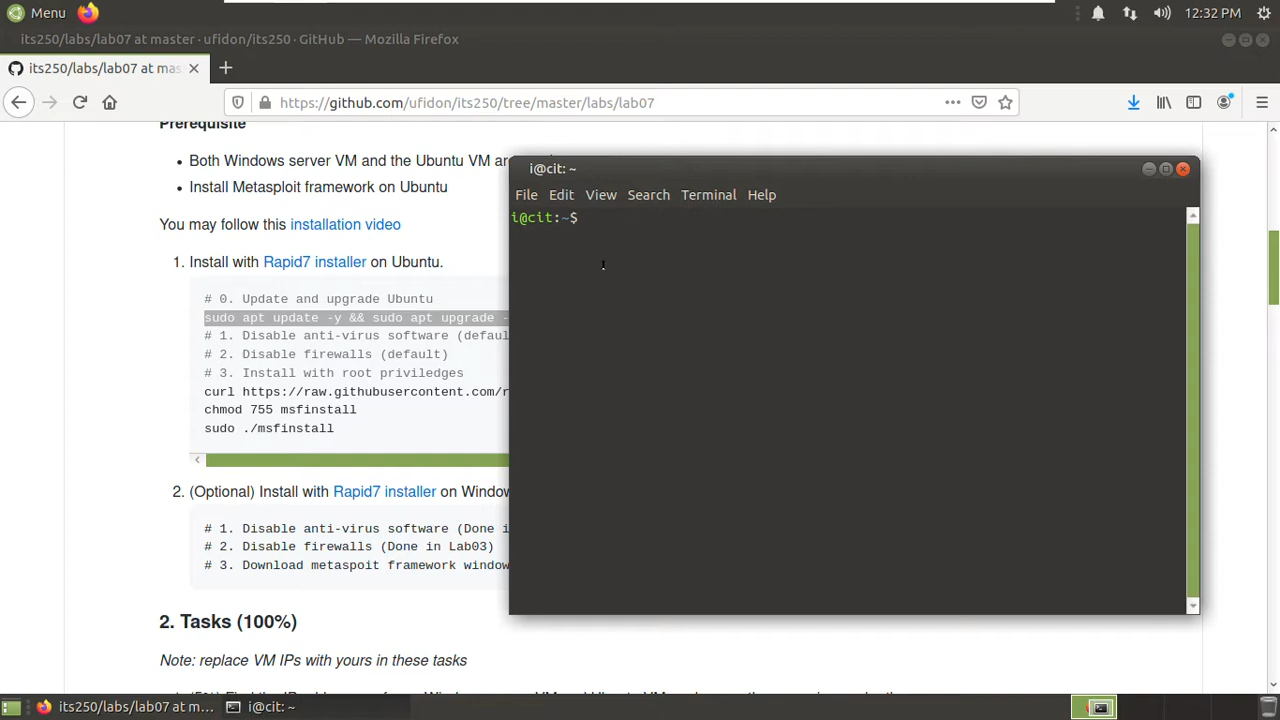 Menu
12:32 PM
its250/labs/lab07 at master · ufidon/its250 · GitHub — Mozilla Firefox
its250/labs/lab07 at mas
https://github.com/ufidon/its250/tree/master/labs/lab07
Prerequisite
Both Windows server VM and the Ubuntu VM
Install Metasploit framework on Ubuntu
You may follow this installation video
1. Install with Rapid7 installer on Ubuntu.
# 0. Update and upgrade Ubuntu
sudo apt update -y && sudo apt upgrade -
# 1. Disable anti-virus software (defaul
# 2. Disable firewalls (default)
# 3. Install with root priviledges
curl https://raw.githubusercontent.com/r
chmod 755 msfinstall
sudo ./msfinstall
2. (Optional) Install with Rapid7 installer on Window
# 1. Disable anti-virus software (Done i
# 2. Disable firewalls (Done in Lab03)
# 3. Download metaspoit framework window
2. Tasks (100%)
Note: replace VM IPs with yours in these tasks
i@cit: ~
File Edit View Search Terminal Help
i@cit:~$
its250/labs/lab07 at m...
i@cit: ~